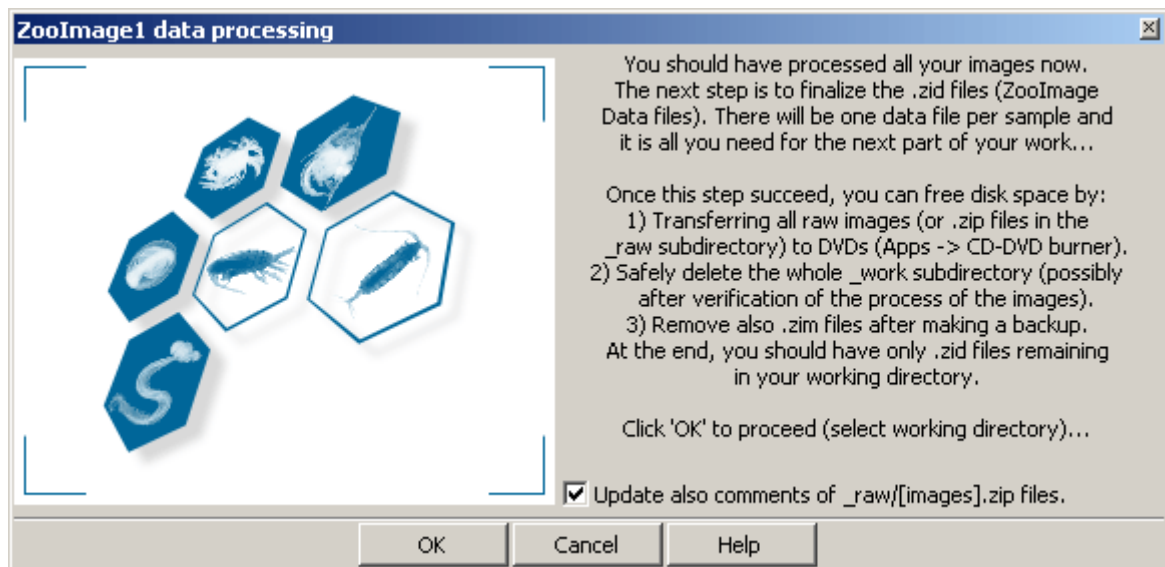 ZooImage1 data processing
You should have processed all your images now.
The next step is to finalize the .zid files (ZooImage
Data files). There will be one data file per sample and
it is all you need for the next part of your work...
Once this step succeed, you can free disk space by:
1) Transferring all raw images (or .zip files in the
_raw subdirectory) to DVDs (Apps -> CD-DVD burner).
2) Safely delete the whole _work subdirectory (possibly
after verification of the process of the images).
3) Remove also .zim files after making a backup.
At the end, you should have only .zid files remaining
in your working directory.
Click 'OK' to proceed (select working directory)...
Update also comments of _raw/[images].zip files.
OK Cancel Help